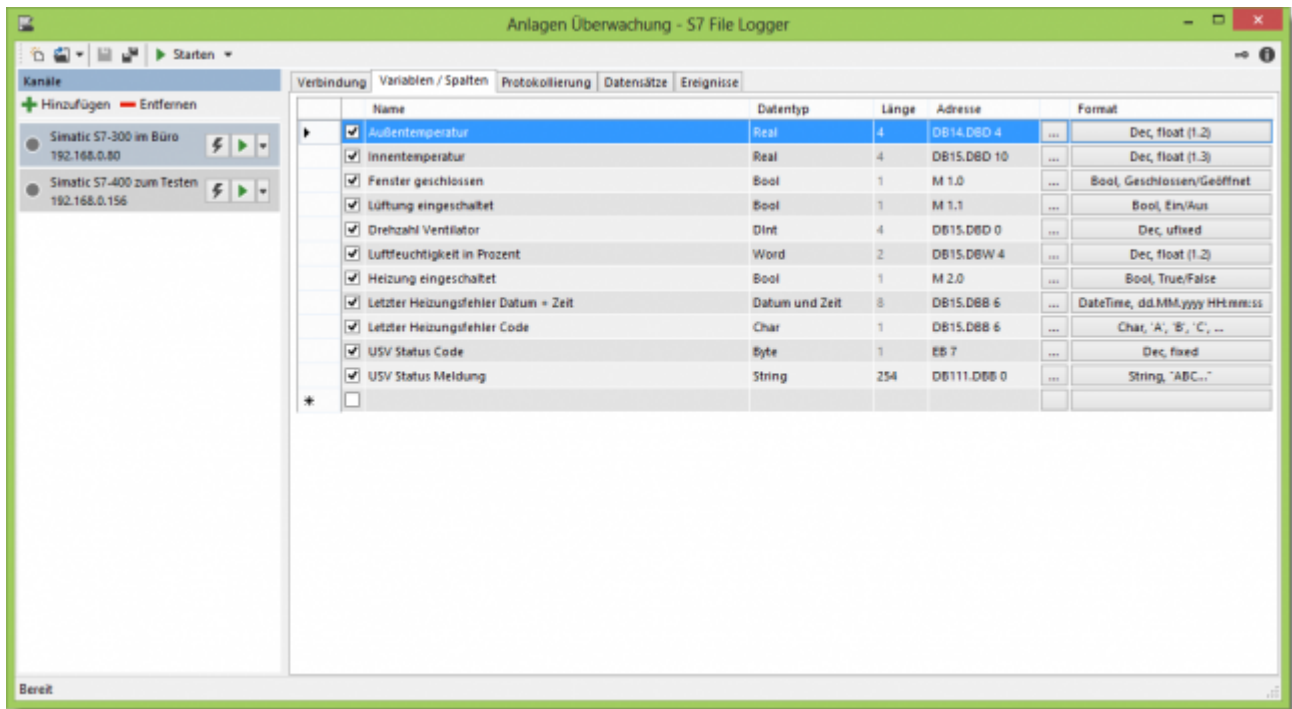 Anlagen Überwachung - S7 File Logger
Starten
Kanäle
Hinzufügen Entfernen
Simatic S7-300 im Büro
192.168.0.80
Simatic S7-400 zum Testen
192.168.0.156
Verbindung Variablen / Spalten Protokollierung Datensätze Ereignisse
Name Datentyp Länge Adresse Format
Außentemperatur Real 4 DB14.DBD 4 ... Dec, float (1.2)
Innentemperatur Real 4 DB15.DBD 10 ... Dec, float (1.3)
Fenster geschlossen Bool 1 M 1.0 ... Bool, Geschlossen/Geöffnet
Lüftung eingeschaltet Bool 1 M 1.1 ... Bool, Ein/Aus
Drehzahl Ventilator DInt 4 DB15.DBD 0 ... Dec, ufixed
Luftfeuchtigkeit in Prozent Word 2 DB15.DBW 4 ... Dec, float (1.2)
Heizung eingeschaltet Bool 1 M 2.0 ... Bool, True/False
Letzter Heizungsfehler Datum + Zeit Datum und Zeit 8 DB15.DBB 6 ... DateTime, dd.MM.yyyy HH:mm:ss
Letzter Heizungsfehler Code Char 1 DB15.DBB 6 ... Char, 'A', 'B', 'C', ...
USV Status Code Byte 1 EB 7 ... Dec, fixed
USV Status Meldung String 254 DB111.DBB 0 ... String, "ABC..."
Bereit